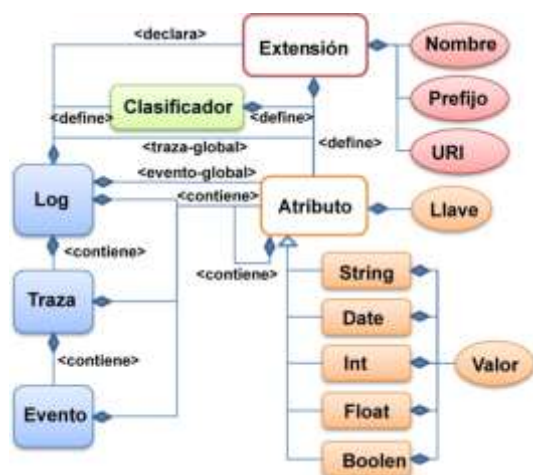 <declara>
Extensión
Nombre
Clasificador
Prefijo
<define>
<define>
<traza-global>
<define>
URI
<evento-global>
Log
<contiene>
Atributo
Llave
<contiene>
<contiene>
String
Traza
Date
<contiene>
Int
Valor
Evento
Float
Boolen